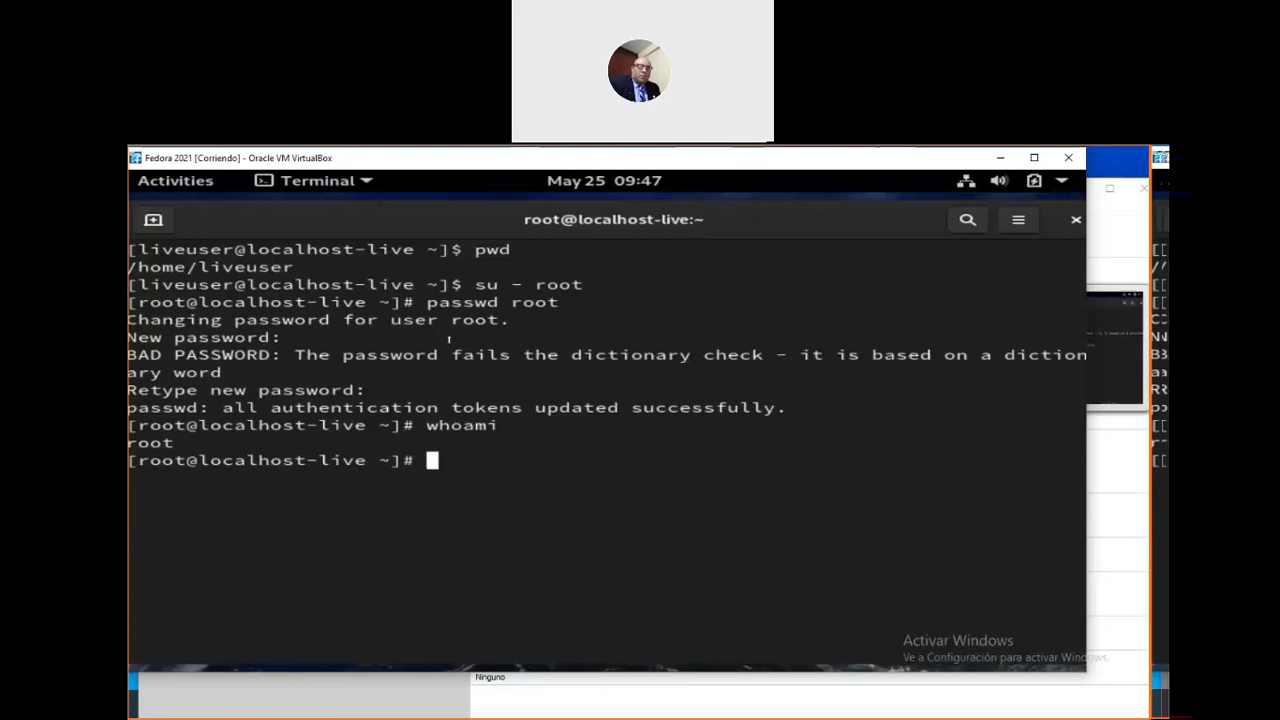 Fedora 2021 [Corriendo] - Oracle VM VirtualBox
Activities Terminal May 25 09:47
root@localhost-live:~
[liveuser@localhost-live ~]$ pwd
/home/liveuser
[liveuser@localhost-live ~]$ su - root
[root@localhost-live ~]# passwd root
Changing password for user root.
New password:
BAD PASSWORD: The password fails the dictionary check - it is based on a diction
ary word
Retype new password:
passwd: all authentication tokens updated successfully.
[root@localhost-live ~]# whoami
root
[root@localhost-live ~]#
Activar Windows
Ve a Configuración para activar Windows.
Ninguno